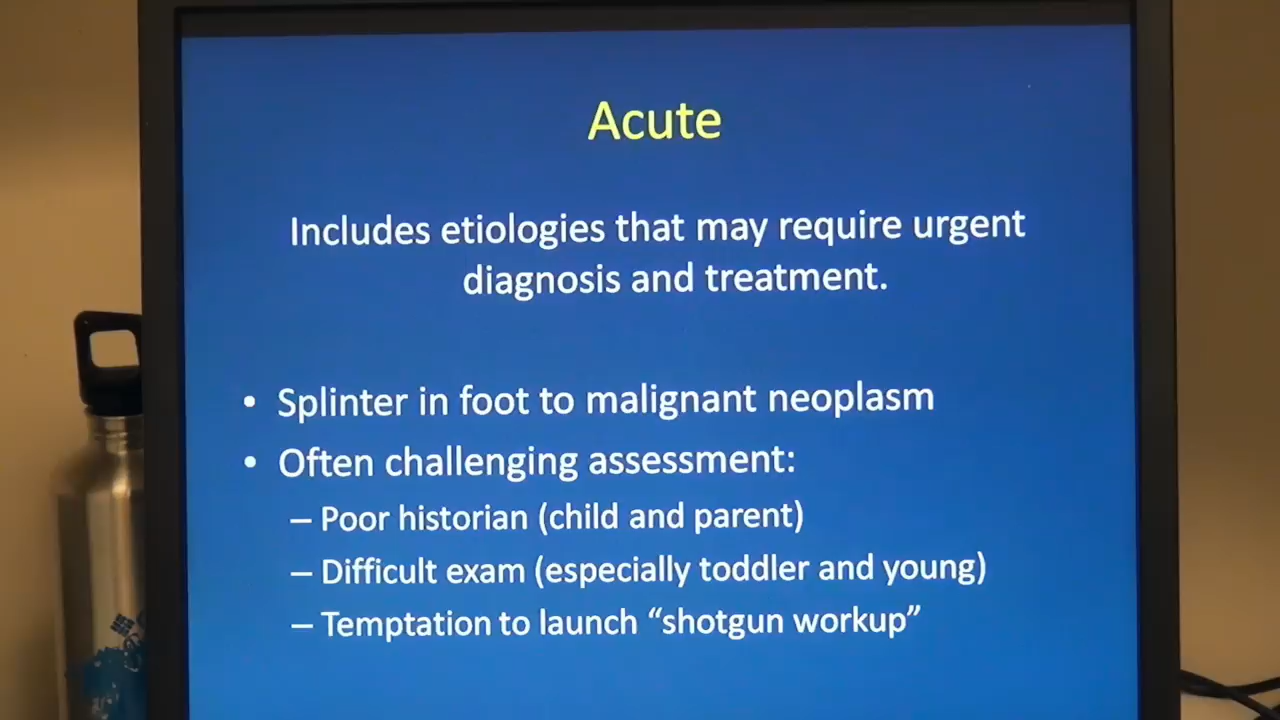 Acute
Includes etiologies that may require urgent
diagnosis and treatment.
• Splinter in foot to malignant neoplasm
• Often challenging assessment:
– Poor historian (child and parent)
– Difficult exam (especially toddler and young)
– Temptation to launch “shotgun workup”